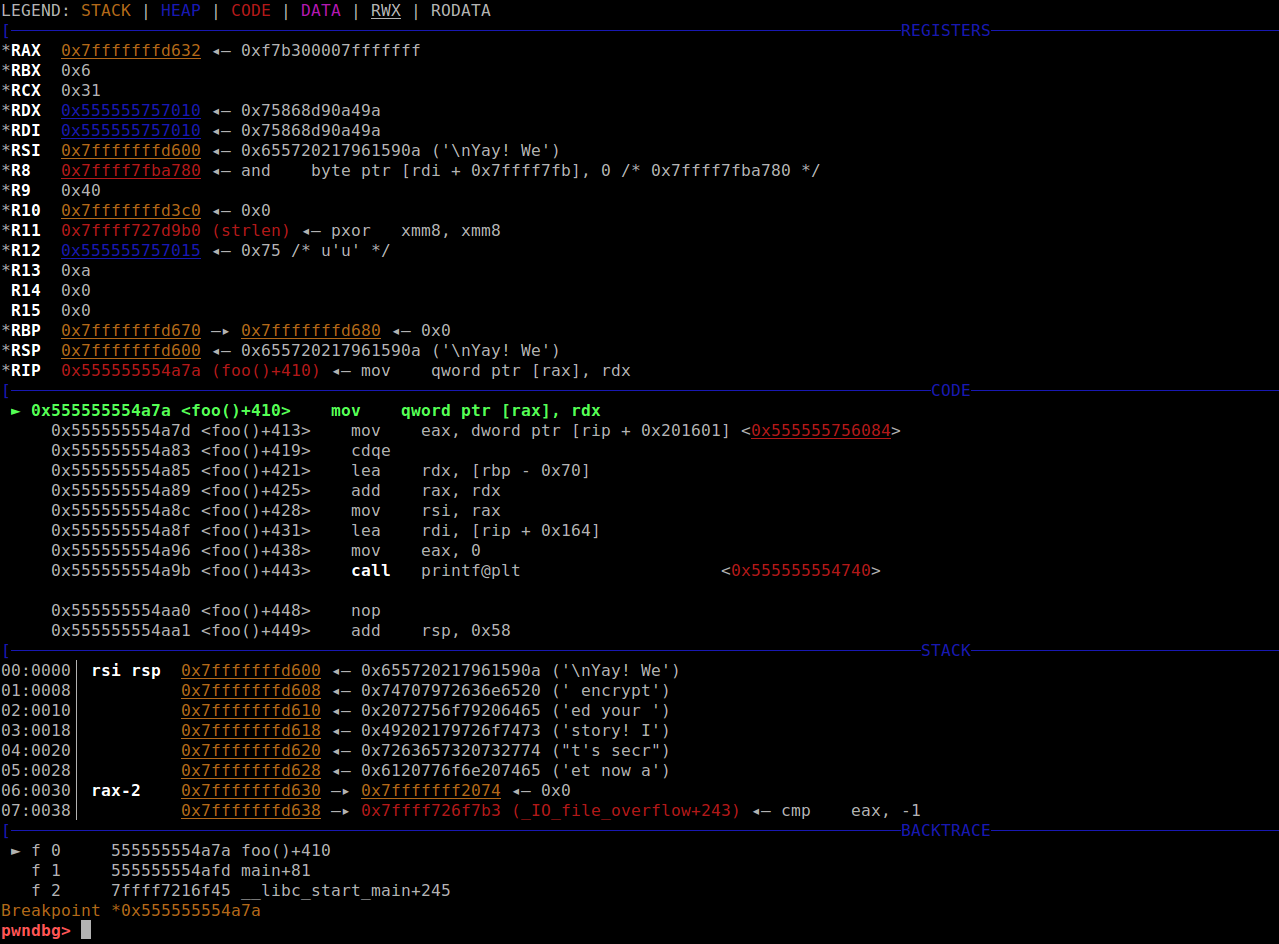 LEGEND: STACK | HEAP | CODE | DATA | RWX | RODATA
[──────────REGISTERS──────────
*RAX  0x7fffffffd632 ◂— 0xf7b300007fffffff
*RBX  0x6
*RCX  0x31
*RDX  0x555555757010 ◂— 0x75868d90a49a
*RDI  0x555555757010 ◂— 0x75868d90a49a
*RSI  0x7fffffffd600 ◂— 0x655720217961590a ('\nYay! We')
*R8   0x7ffff7fba780 ◂— and    byte ptr [rdi + 0x7ffff7fb], 0 /* 0x7ffff7fba780 */
*R9   0x40
*R10  0x7fffffffd3c0 ◂— 0x0
*R11  0x7ffff727d9b0 (strlen) ◂— pxor   xmm8, xmm8
*R12  0x555555757015 ◂— 0x75 /* u'u' */
*R13  0xa
 R14  0x0
 R15  0x0
*RBP  0x7fffffffd670 —▸ 0x7fffffffd680 ◂— 0x0
*RSP  0x7fffffffd600 ◂— 0x655720217961590a ('\nYay! We')
*RIP  0x555555554a7a (foo()+410) ◂— mov    qword ptr [rax], rdx
[──────────CODE──────────
 ► 0x555555554a7a <foo()+410>    mov    qword ptr [rax], rdx
     0x555555554a7d <foo()+413>    mov    eax, dword ptr [rip + 0x201601] <0x555555756084>
     0x555555554a83 <foo()+419>    cdqe
     0x555555554a85 <foo()+421>    lea    rdx, [rbp - 0x70]
     0x555555554a89 <foo()+425>    add    rax, rdx
     0x555555554a8c <foo()+428>    mov    rsi, rax
     0x555555554a8f <foo()+431>    lea    rdi, [rip + 0x164]
     0x555555554a96 <foo()+438>    mov    eax, 0
     0x555555554a9b <foo()+443>    call   printf@plt                    <0x555555554740>
     0x555555554aa0 <foo()+448>    nop
     0x555555554aa1 <foo()+449>    add    rsp, 0x58
[──────────STACK──────────
00:0000│ rsi rsp  0x7fffffffd600 ◂— 0x655720217961590a ('\nYay! We')
01:0008│          0x7fffffffd608 ◂— 0x74707972636e6520 (' encrypt')
02:0010│          0x7fffffffd610 ◂— 0x2072756f79206465 ('ed your ')
03:0018│          0x7fffffffd618 ◂— 0x49202179726f7473 ('story! I')
04:0020│          0x7fffffffd620 ◂— 0x7263657320732774 ("t's secr")
05:0028│          0x7fffffffd628 ◂— 0x6120776f6e207465 ('et now a')
06:0030│ rax-2    0x7fffffffd630 —▸ 0x7fffffff2074 ◂— 0x0
07:0038│          0x7fffffffd638 —▸ 0x7ffff726f7b3 (_IO_file_overflow+243) ◂— cmp    eax, -1
[──────────BACKTRACE──────────
 ► f 0     555555554a7a foo()+410
   f 1     555555554afd main+81
   f 2     7ffff7216f45 __libc_start_main+245
Breakpoint *0x555555554a7a
pwndbg>